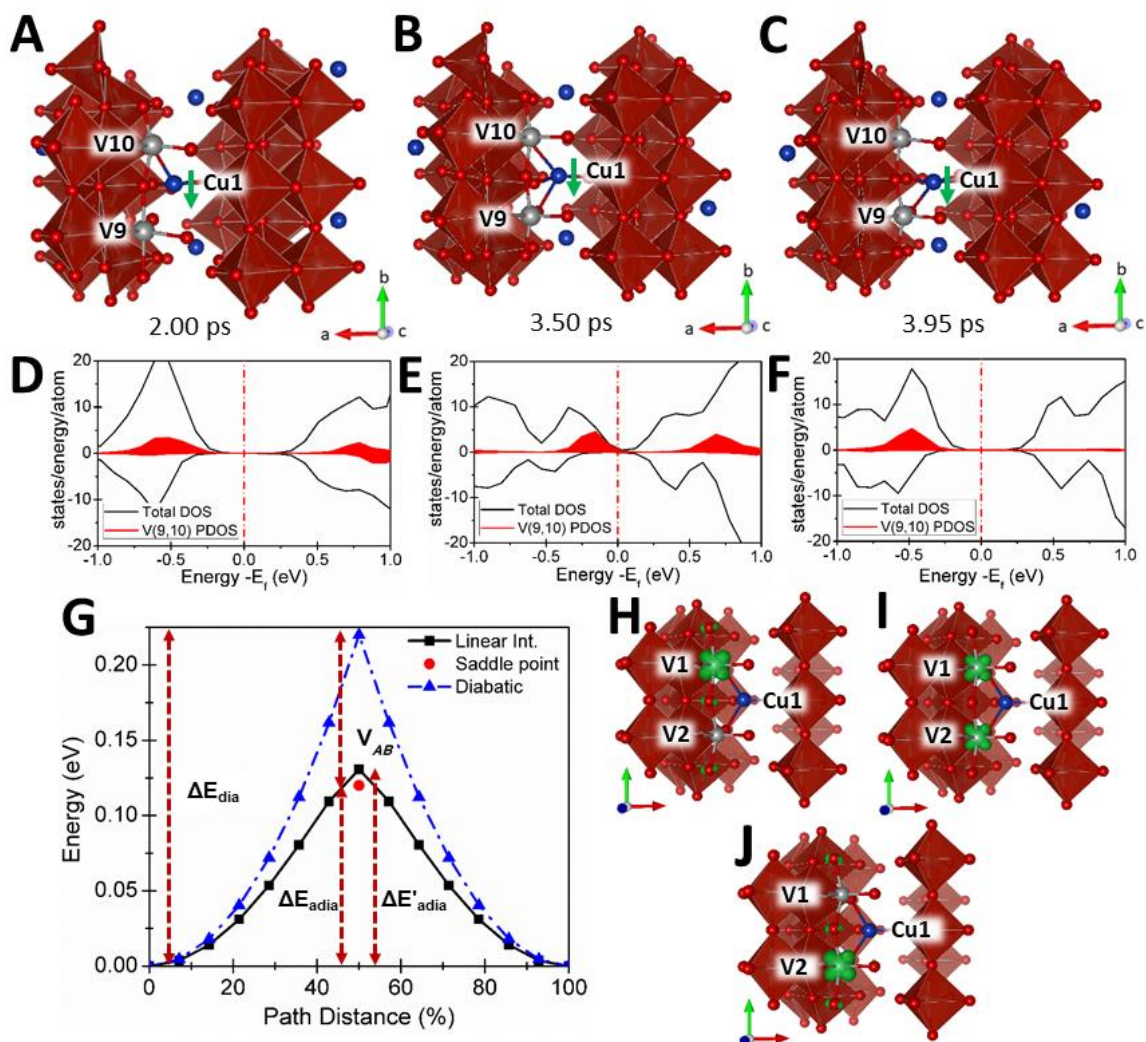 A
B
C
V10
Cu1
V9
V10
Cu1
V9
V10
Cu1
V9
b
a
c
b
a
c
b
a
c
2.00 ps
3.50 ps
3.95 ps
D
E
F
states/energy/atom
20
10
0
-10
-20
Total DOS
V(9,10) PDOS
-1.0 -0.5 0.0 0.5 1.0
Energy -Ef (eV)
20
10
0
-10
-20
Total DOS
V(9,10) PDOS
-1.0 -0.5 0.0 0.5 1.0
Energy -Ef (eV)
20
10
0
-10
-20
Total DOS
V(9,10) PDOS
-1.0 -0.5 0.0 0.5 1.0
Energy -Ef (eV)
G
Energy (eV)
0.20
0.15
0.10
0.05
0.00
Linear Int.
Saddle point
Diabatic
VAB
ΔEdia
ΔEadia
ΔE'adia
0 20 40 60 80 100
Path Distance (%)
H
V1
Cu1
V2
I
V1
Cu1
V2
J
V1
Cu1
V2